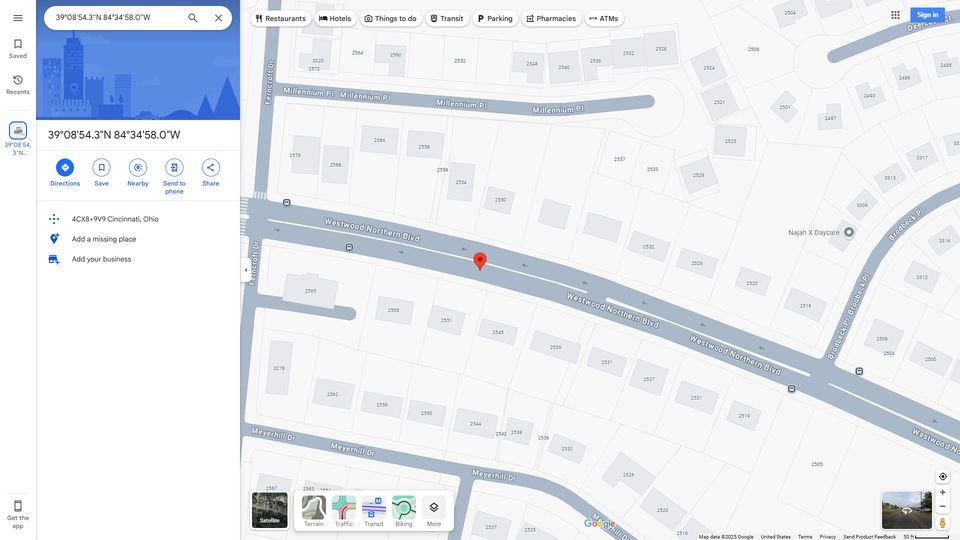 39°08'54.3"N 84°34'58.0"W
Restaurants
Hotels
Things to do
Transit
Parking
Pharmacies
ATMs
Sign in
Saved
Recents
39°08'54.
3"N...
39°08'54.3"N 84°34'58.0"W
Directions
Save
Nearby
Send to
phone
Share
4CX8+9V9 Cincinnati, Ohio
Add a missing place
Add your business
Get the
app
Ferncroft Dr
Ferncroft Dr
Millennium Pl
Millennium Pl
Millennium Pl
Millennium Pl
3320
2572
2564
2560
2552
2548
2540
2536
2532
2528
2524
2508
2504
2521
2501
2497
2489
2485
2525
2576
2568
2564
2558
2556
2554
2550
2537
2533
2529
3317
3313
3309
3316
3312
Westwood Northern Blvd
Westwood Northern Blvd
Westwood Northern Blvd
Najah X Daycare
Brodbeck Pl
Brodbeck Pl
Brodbeck Pl
2532
2526
2520
2516
2506
2504
2500
2565
2555
2551
2545
2539
2531
2527
2521
2519
3278
2562
2556
2550
2544
2542
2538
2536
2532
2526
2520
2505
Meyerhill Dr
Meyerhill Dr
Meyerhill Dr
2567
2563
2561
2537
2535
Satellite
Terrain
Traffic
Transit
Biking
More
Google
Map data ©2025 Google
United States
Terms
Privacy
Send Product Feedback
50 ft